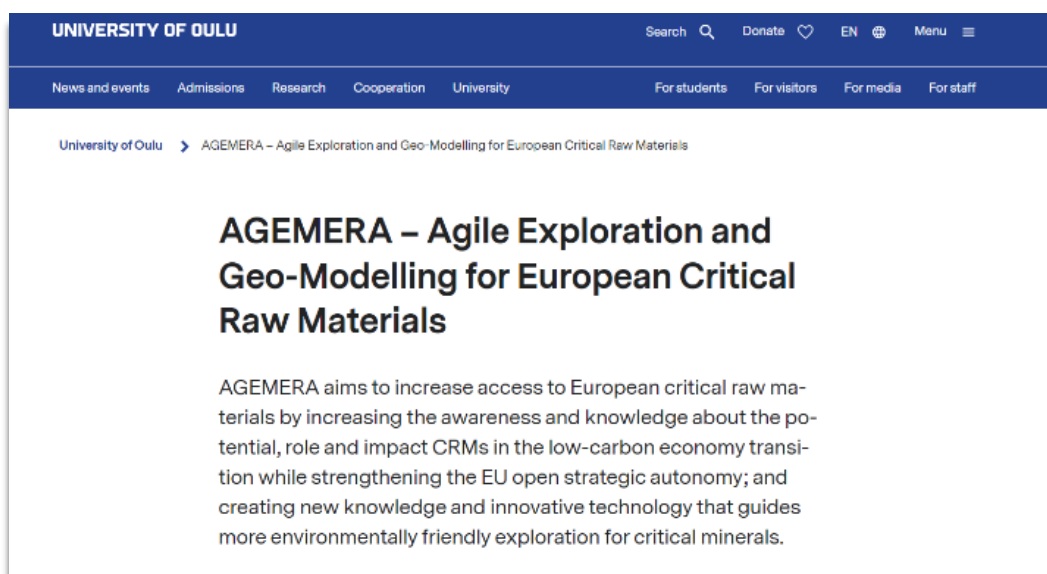 UNIVERSITY OF OULU
Search Donate EN Menu
News and events Admissions Research Cooperation University For students For visitors For media For staff
University of Oulu AGEMERA – Agile Exploration and Geo-Modelling for European Critical Raw Materials
AGEMERA – Agile Exploration and
Geo-Modelling for European Critical
Raw Materials
AGEMERA aims to increase access to European critical raw ma-
terials by increasing the awareness and knowledge about the po-
tential, role and impact CRMs in the low-carbon economy transi-
tion while strengthening the EU open strategic autonomy; and
creating new knowledge and innovative technology that guides
more environmentally friendly exploration for critical minerals.